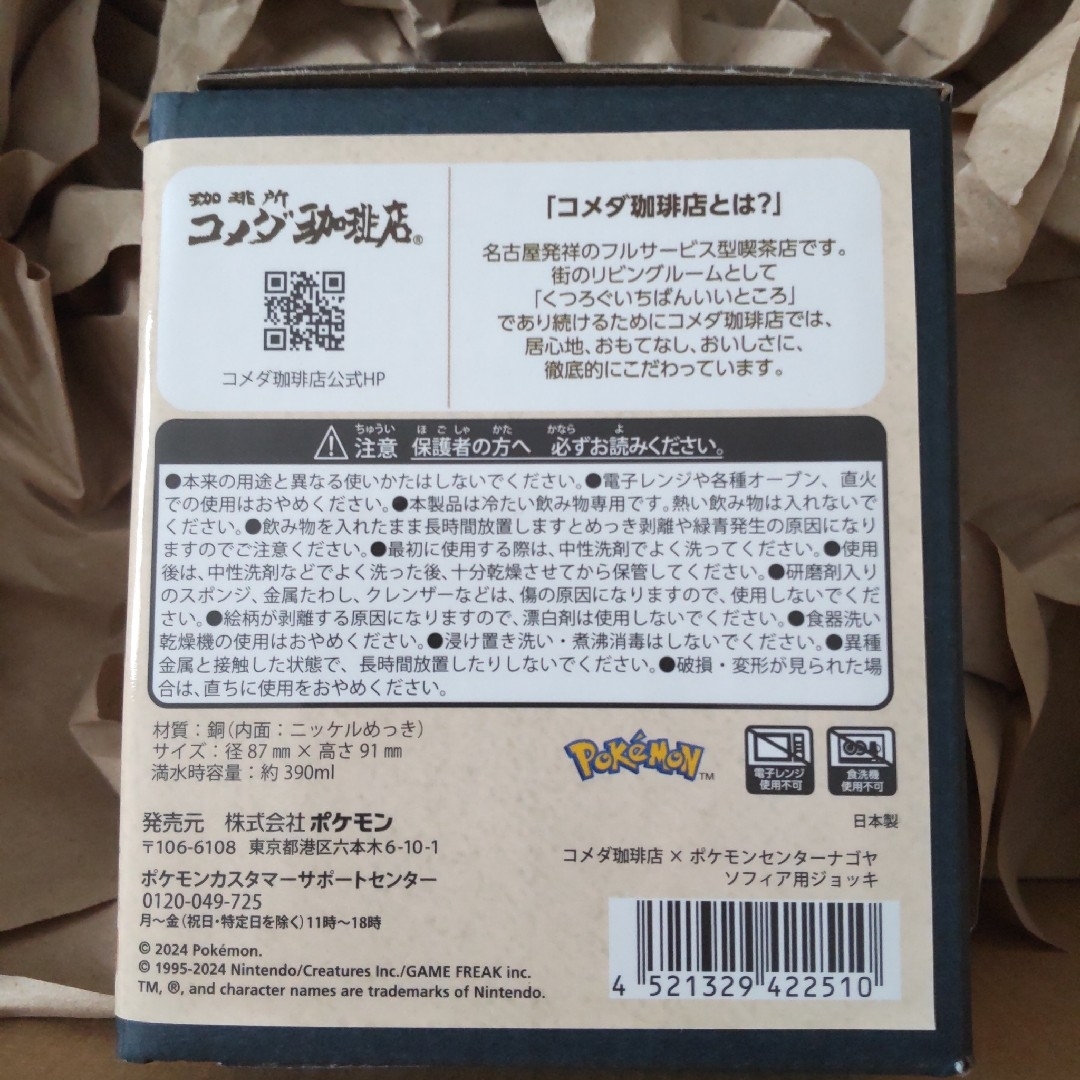 珈琲所
コメダ珈琲店®
コメダ珈琲店公式HP
「コメダ珈琲店とは?」
名古屋発祥のフルサービス型喫茶店です。
街のリビングルームとして
「くつろぐいちばんいいところ」
であり続けるためにコメダ珈琲店では、
居心地、おもてなし、おいしさに、
徹底的にこだわっています。
ちゅうい ほごしゃ かた かなら よ
注意 保護者の方へ 必ずお読みください。
●本来の用途と異なる使いかたはしないでください。●電子レンジや各種オーブン、直火
での使用はおやめください。●本製品は冷たい飲み物専用です。熱い飲み物は入れないで
ください。●飲み物を入れたまま長時間放置しますとめっき剥離や緑青発生の原因になり
ますのでご注意ください。●最初に使用する際は、中性洗剤でよく洗ってください。●使用
後は、中性洗剤などでよく洗った後、十分乾燥させてから保管してください。●研磨剤入り
のスポンジ、金属たわし、クレンザーなどは、傷の原因になりますので、使用しないでくだ
さい。●絵柄が剥離する原因になりますので、漂白剤は使用しないでください。●食器洗い
乾燥機の使用はおやめください。●浸け置き洗い・煮沸消毒はしないでください。●異種
金属と接触した状態で、長時間放置したりしないでください。●破損・変形が見られた場
合は、直ちに使用をおやめください。
材質：銅(内面：ニッケルめっき)
サイズ：径87㎜×高さ91㎜
満水時容量：約390ml
POKéMON™
電子レンジ
使用不可
食洗機
使用不可
日本製
発売元 株式会社ポケモン
〒106-6108 東京都港区六本木6-10-1
ポケモンカスタマーサポートセンター
0120-049-725
月～金(祝日・特定日を除く)11時～18時
© 2024 Pokémon.
© 1995-2024 Nintendo/Creatures Inc./GAME FREAK inc.
TM, ®, and character names are trademarks of Nintendo.
コメダ珈琲店×ポケモンセンターナゴヤ
ソフィア用ジョッキ
4 521329 422510